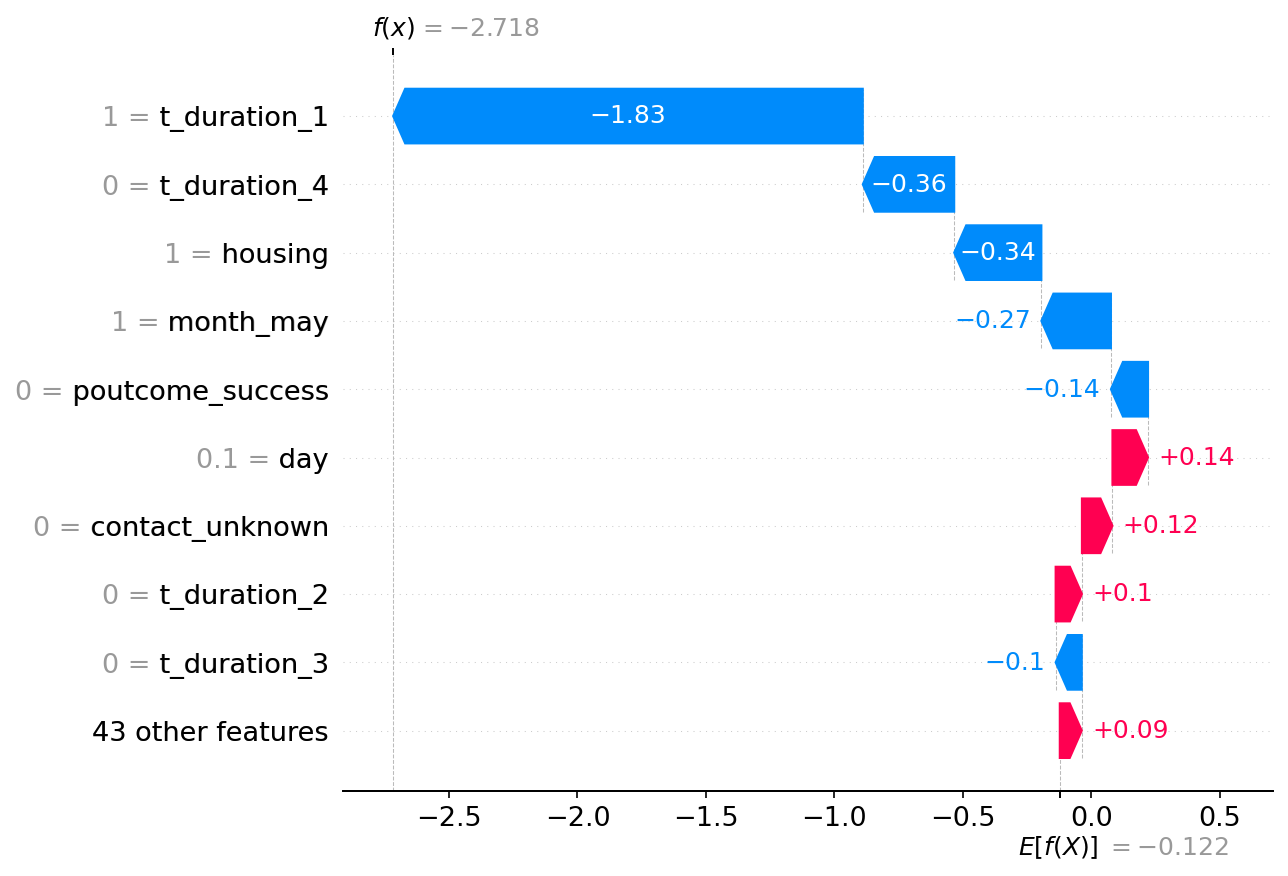 f(x) = −2.718
1 = t_duration_1 −1.83
0 = t_duration_4 −0.36
1 = housing −0.34
1 = month_may −0.27
0 = poutcome_success −0.14
0.1 = day +0.14
0 = contact_unknown +0.12
0 = t_duration_2 +0.1
0 = t_duration_3 −0.1
43 other features +0.09
−2.5 −2.0 −1.5 −1.0 −0.5 0.0 0.5
E[f(X)] = −0.122